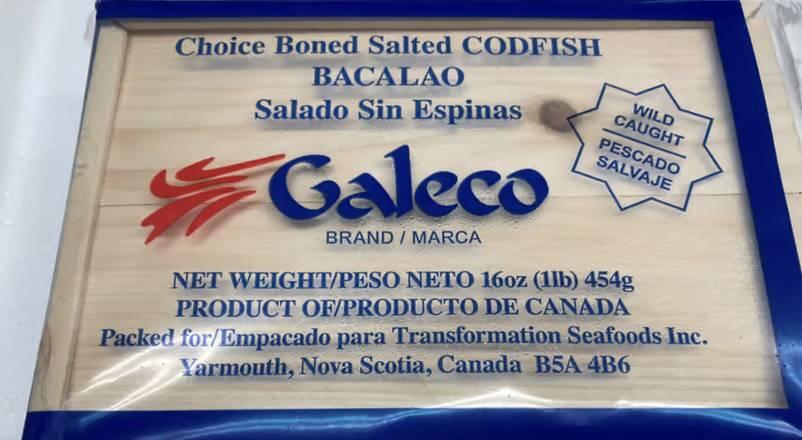 Choice Boned Salted CODFISH
BACALAO
Salado Sin Espinas
WILD
CAUGHT
PESCADO
SALVAJE
Galeco
BRAND / MARCA
NET WEIGHT/PESO NETO 16oz (1lb) 454g
PRODUCT OF/PRODUCTO DE CANADA
Packed for/Empacado para Transformation Seafoods Inc.
Yarmouth, Nova Scotia, Canada B5A 4B6